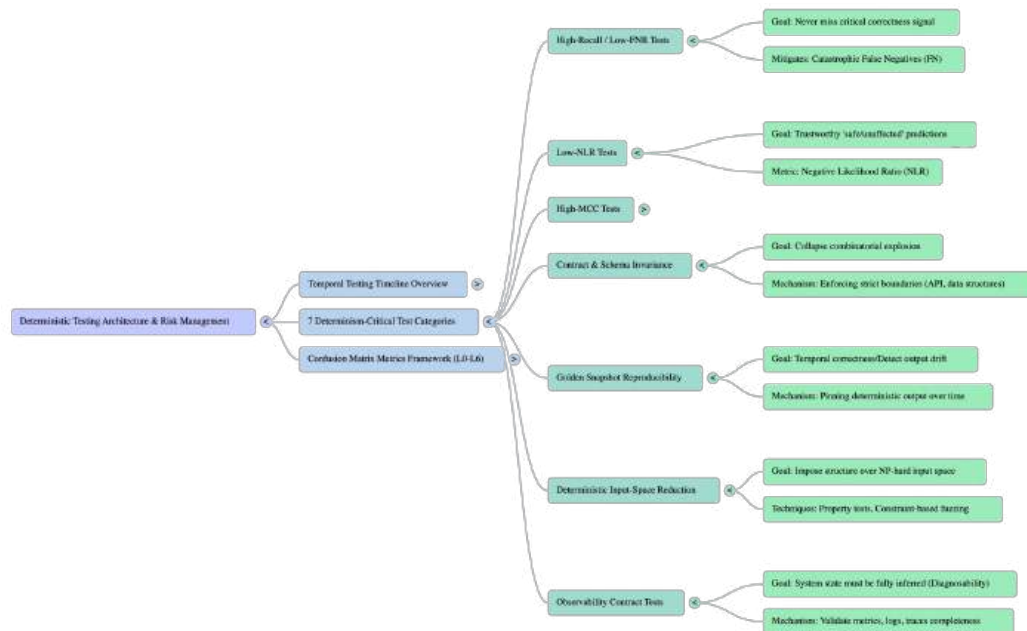 Deterministic Testing Architecture & Risk Management
<
Temporal Testing Timeline Overview
>
7 Determinism-Critical Test Categories
<
Confusion Matrix Metrics Framework (L0-L6)
>
High-Recall / Low-FNR Tests
<
Goal: Never miss critical correctness signal
Mitigates: Catastrophic False Negatives (FN)
Low-NLR Tests
<
Goal: Trustworthy 'safe/unaffected' predictions
Metric: Negative Likelihood Ratio (NLR)
High-MCC Tests
>
Contract & Schema Invariance
<
Goal: Collapse combinatorial explosion
Mechanism: Enforcing strict boundaries (API, data structures)
Golden Snapshot Reproducibility
<
Goal: Temporal correctness/Detect output drift
Mechanism: Pinning deterministic output over time
Deterministic Input-Space Reduction
<
Goal: Impose structure over NP-hard input space
Techniques: Property tests, Constraint-based fuzzing
Observability Contract Tests
<
Goal: System state must be fully inferred (Diagnosability)
Mechanism: Validate metrics, logs, traces completeness